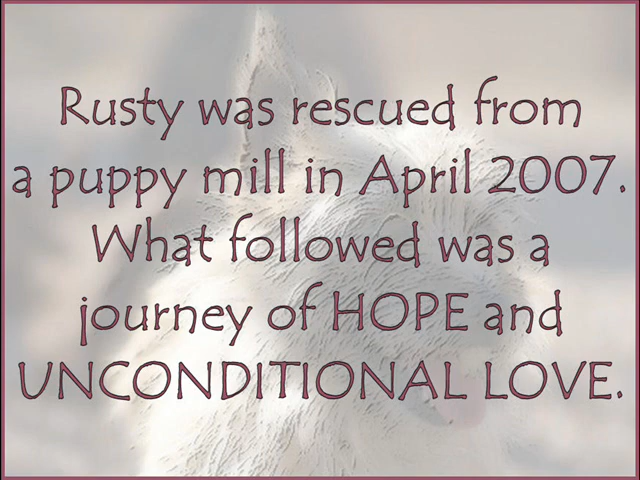 Rusty was rescued from
a puppy mill in April 2007.
What followed was a
journey of HOPE and
UNCONDITIONAL LOVE.